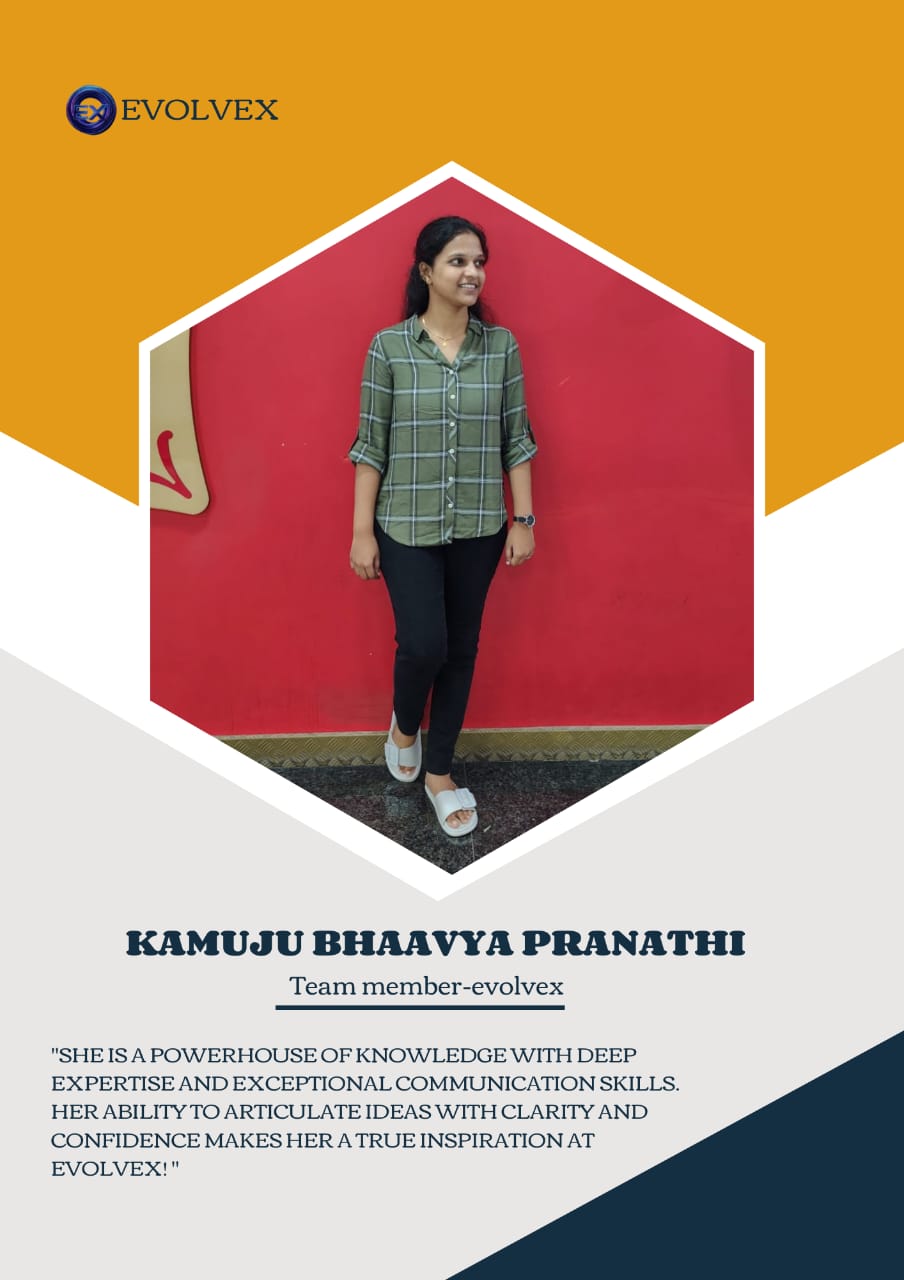 EX EVOLVEX
KAMUJU BHAAVYA PRANATHI
Team member-evolvex
"SHE IS A POWERHOUSE OF KNOWLEDGE WITH DEEP
EXPERTISE AND EXCEPTIONAL COMMUNICATION SKILLS.
HER ABILITY TO ARTICULATE IDEAS WITH CLARITY AND
CONFIDENCE MAKES HER A TRUE INSPIRATION AT
EVOLVEX! "